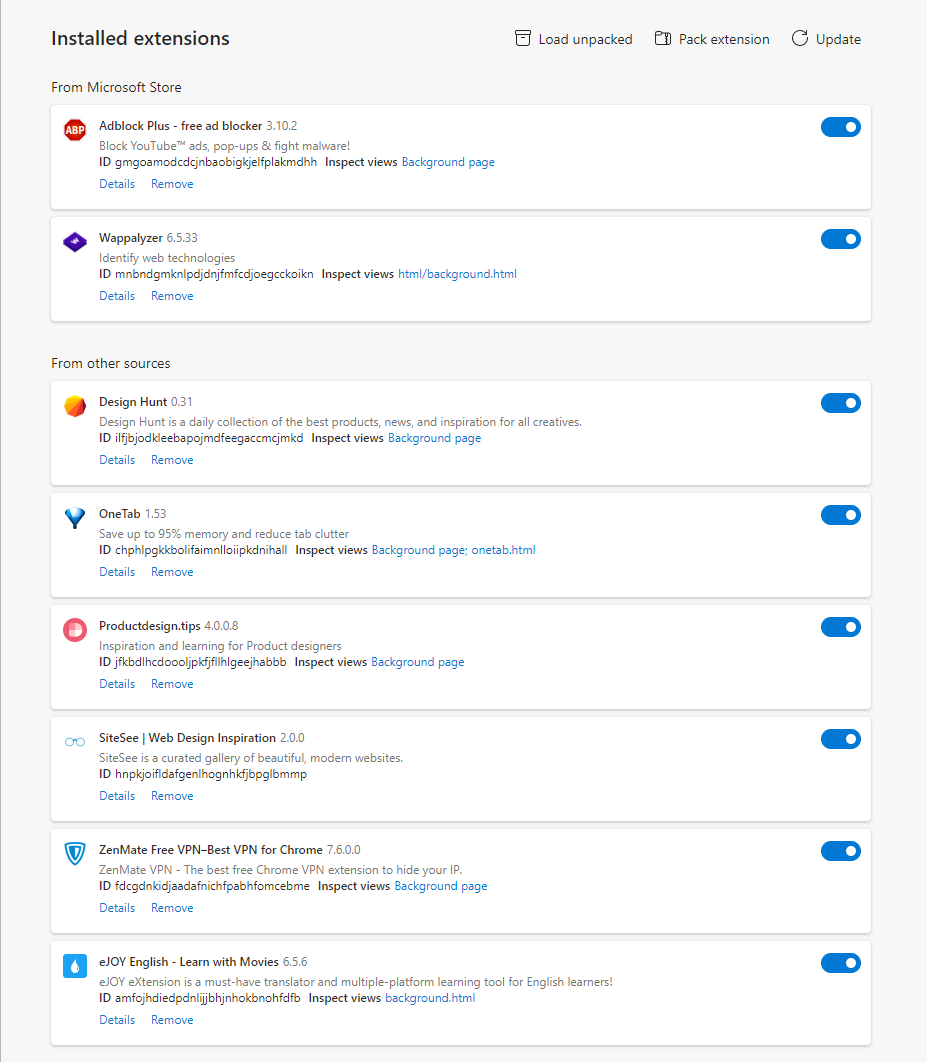 Installed extensions
Load unpacked
Pack extension
Update
From Microsoft Store
ABP
Adblock Plus - free ad blocker 3.10.2
Block YouTube™ ads, pop-ups & fight malware!
ID gmgoamodcdcjnbaobigkjelfplakmdhh Inspect views Background page
Details Remove
Wappalyzer 6.5.33
Identify web technologies
ID mnbndgmknlpdjdnjfmfcdjoegcckoikn Inspect views html/background.html
Details Remove
From other sources
Design Hunt 0.31
Design Hunt is a daily collection of the best products, news, and inspiration for all creatives.
ID ilfjbjodkleebapojmdfeegaccmcjmkd Inspect views Background page
Details Remove
OneTab 1.53
Save up to 95% memory and reduce tab clutter
ID chphlpgkkbolifaimnlloiipkdnihall Inspect views Background page; onetab.html
Details Remove
Productdesign.tips 4.0.0.8
Inspiration and learning for Product designers
ID jfkbdlhcdoooljpkfjfllhlgeejhabbb Inspect views Background page
Details Remove
SiteSee | Web Design Inspiration 2.0.0
SiteSee is a curated gallery of beautiful, modern websites.
ID hnpkjoifldafgenlhognhkfjbpglbmmp
Details Remove
ZenMate Free VPN–Best VPN for Chrome 7.6.0.0
ZenMate VPN - The best free Chrome VPN extension to hide your IP.
ID fdcgdnkidjaadafnichfpabhfomcebme Inspect views Background page
Details Remove
eJOY English - Learn with Movies 6.5.6
eJOY eXtension is a must-have translator and multiple-platform learning tool for English learners!
ID amfojhdiedpdnlijjbhjnhokbnohfdfb Inspect views background.html
Details Remove